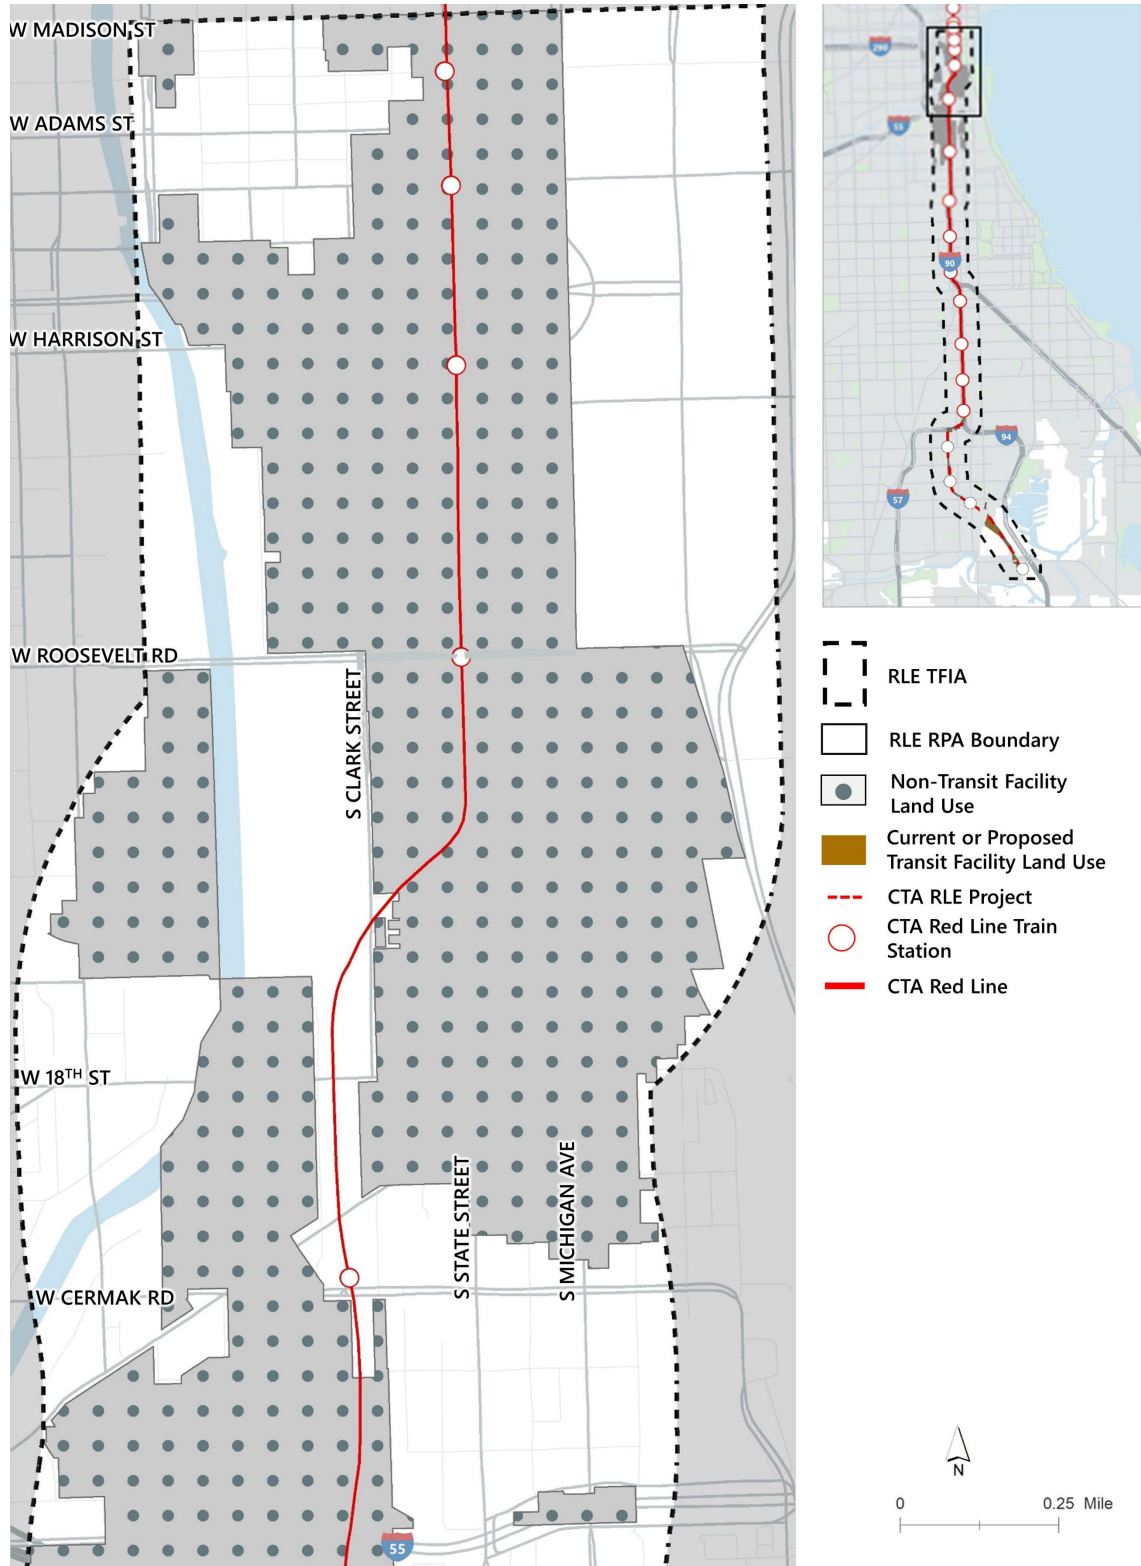 W MADISON ST
W ADAMS ST
W HARRISON ST
W ROOSEVELT RD
S CLARK STREET
W 18TH ST
S STATE STREET
S MICHIGAN AVE
W CERMAK RD
55
290
55
90
94
57
RLE TFIA
RLE RPA Boundary
Non-Transit Facility
Land Use
Current or Proposed
Transit Facility Land Use
CTA RLE Project
CTA Red Line Train
Station
CTA Red Line
N
0 0.25 Mile